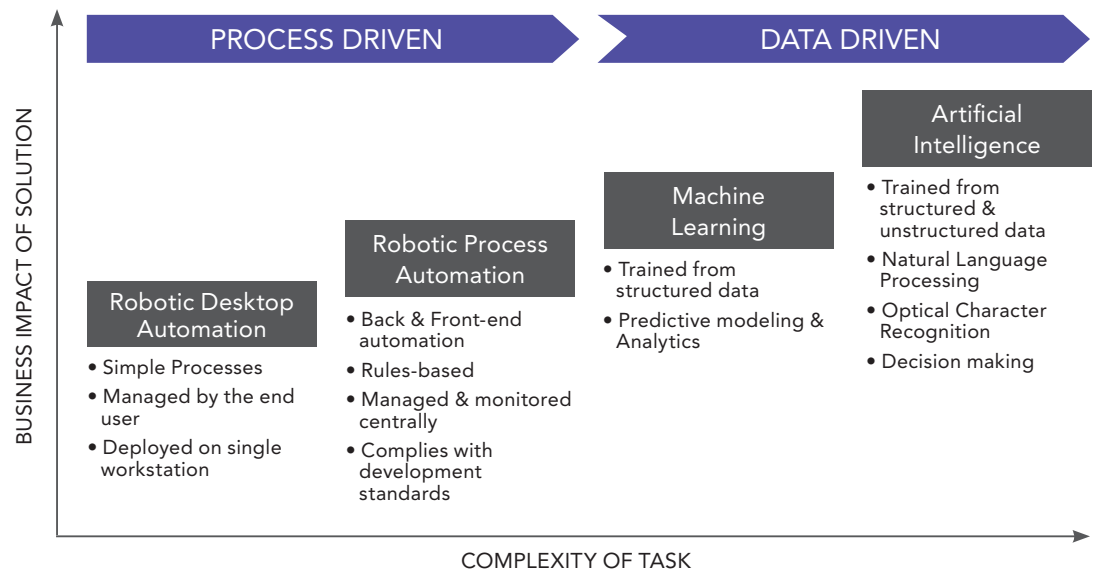 PROCESS DRIVEN
DATA DRIVEN
BUSINESS IMPACT OF SOLUTION
Robotic Desktop
Automation
• Simple Processes
• Managed by the end
user
• Deployed on single
workstation
Robotic Process
Automation
• Back & Front-end
automation
• Rules-based
• Managed & monitored
centrally
• Complies with
development
standards
Machine
Learning
• Trained from
structured data
• Predictive modeling &
Analytics
Artificial
Intelligence
• Trained from
structured &
unstructured data
• Natural Language
Processing
• Optical Character
Recognition
• Decision making
COMPLEXITY OF TASK